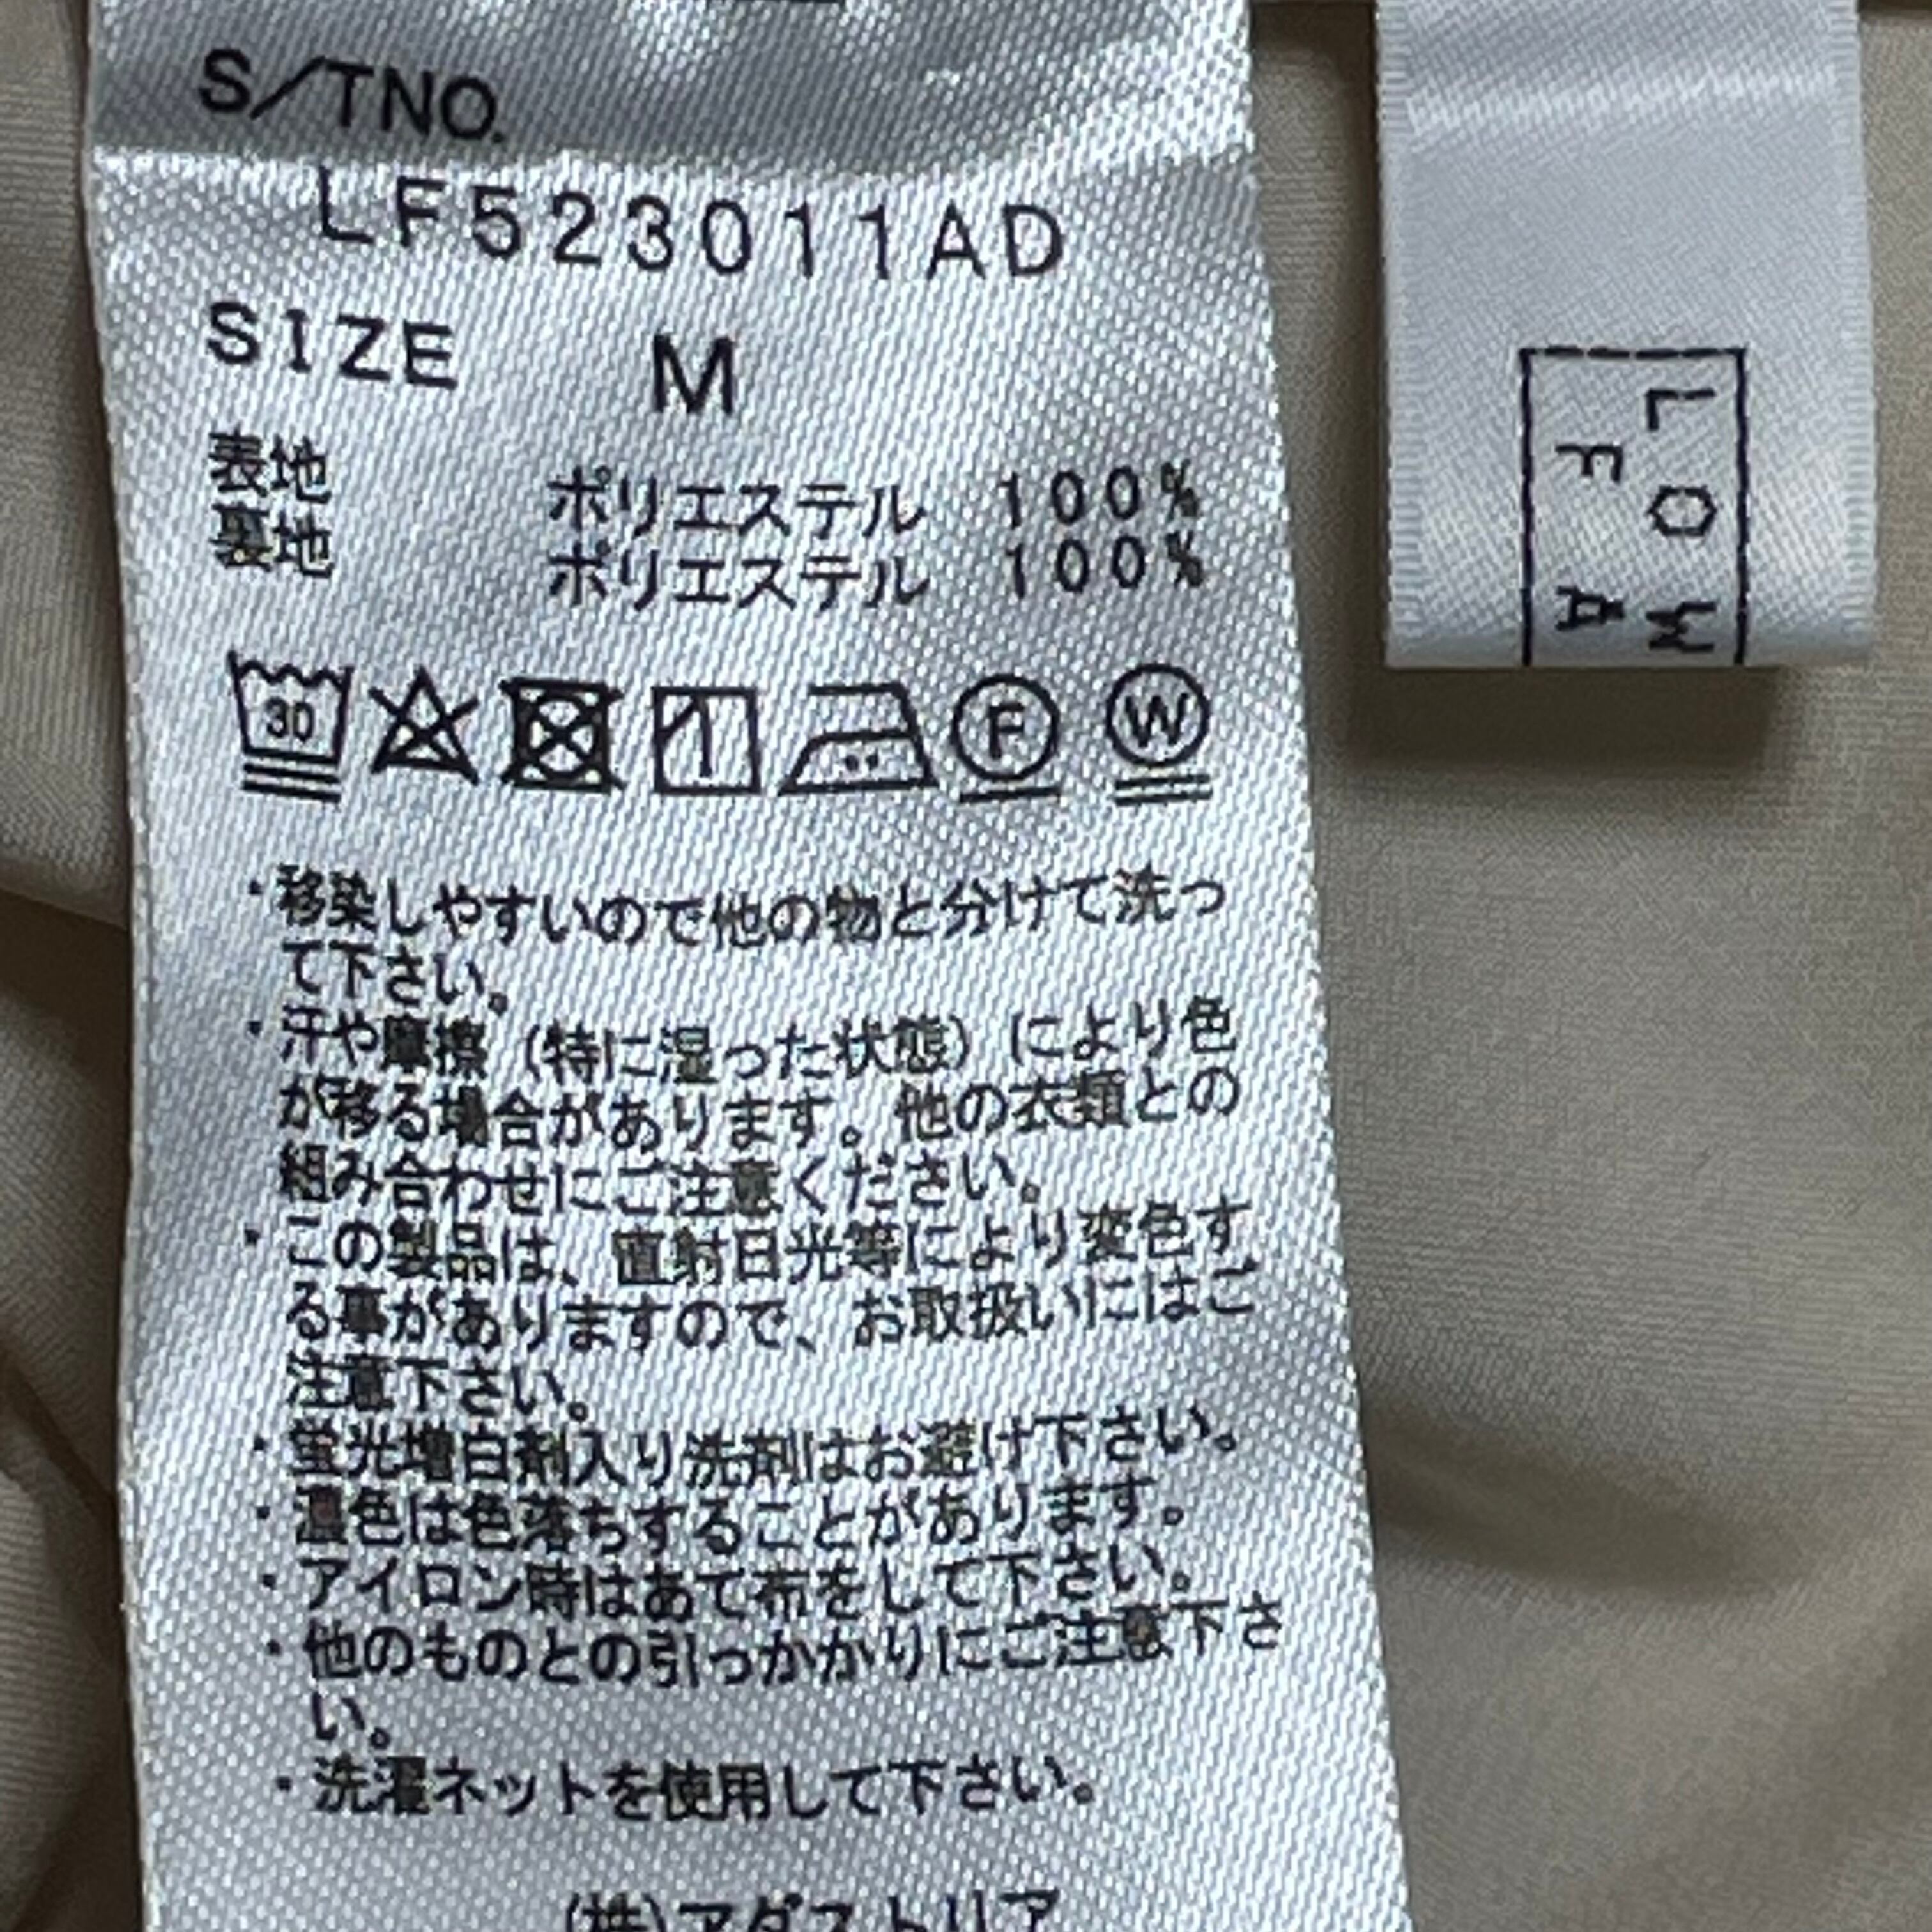 S/TNO.
LF523011AD
SIZE M
表地 ポリエステル 100%
裏地 ポリエステル 100%
30 F W
・移染しやすいので他の物と分けて洗っ
て下さい。
・汗や摩擦（特に湿った状態）により色
が移る場合があります。他の衣類との
組み合わせにご注意ください。
・この製品は、直射日光等により変色す
る事がありますので、お取扱いにはご
注意下さい。
・蛍光増白剤入り洗剤はお避け下さい。
・濃色は色落ちすることがあります。
・アイロン時はあて布をして下さい。
・他のものとの引っかかりにご注意下さ
い。
・洗濯ネットを使用して下さい。
(株)アダストリア
LOW
FA